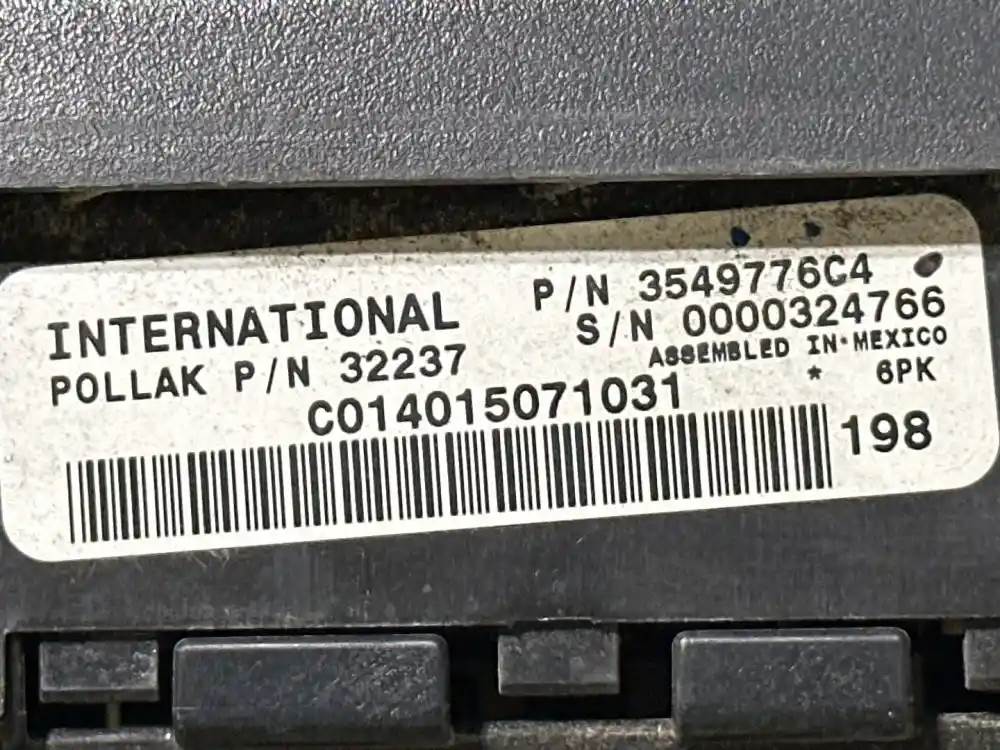 INTERNATIONAL
P/N 3549776C4
POLLAK P/N 32237
S/N 0000324766
ASSEMBLED IN·MEXICO
* 6PK
C014015071031
198